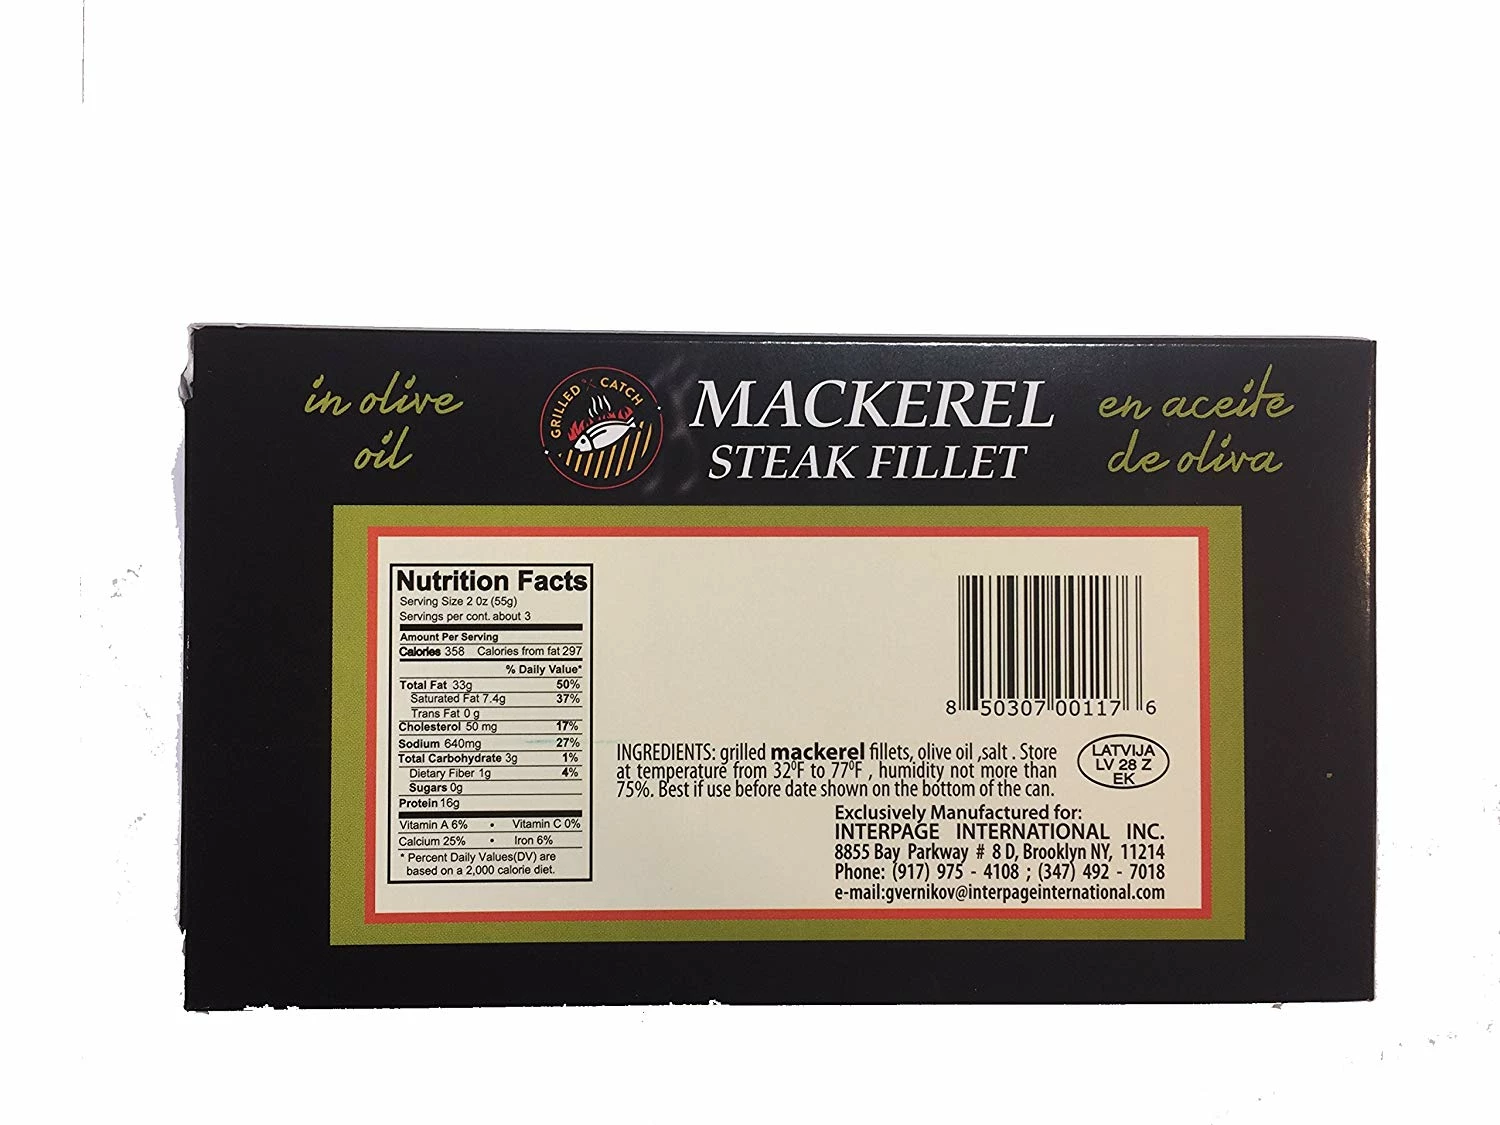 in olive
oil
GRILLED CATCH
MACKEREL
STEAK FILLET
en aceite
de oliva
Nutrition Facts
Serving Size 2 Oz (55g)
Servings per cont. about 3
Amount Per Serving
Calories 358 Calories from fat 297
% Daily Value*
Total Fat 33g 50%
Saturated Fat 7.4g 37%
Trans Fat 0 g
Cholesterol 50 mg 17%
Sodium 640mg 27%
Total Carbohydrate 3g 1%
Dietary Fiber 1g 4%
Sugars 0g
Protein 16g
Vitamin A 6% • Vitamin C 0%
Calcium 25% • Iron 6%
* Percent Daily Values(DV) are
based on a 2,000 calorie diet.
8 50307 00117 6
INGREDIENTS: grilled mackerel fillets, olive oil ,salt . Store
at temperature from 32⁰F to 77⁰F , humidity not more than
75%. Best if use before date shown on the bottom of the can.
LATVIJA
LV 28 Z
EK
Exclusively Manufactured for:
INTERPAGE INTERNATIONAL INC.
8855 Bay Parkway # 8 D, Brooklyn NY, 11214
Phone: (917) 975 - 4108 ; (347) 492 - 7018
e-mail:gvernikov@interpageinternational.com